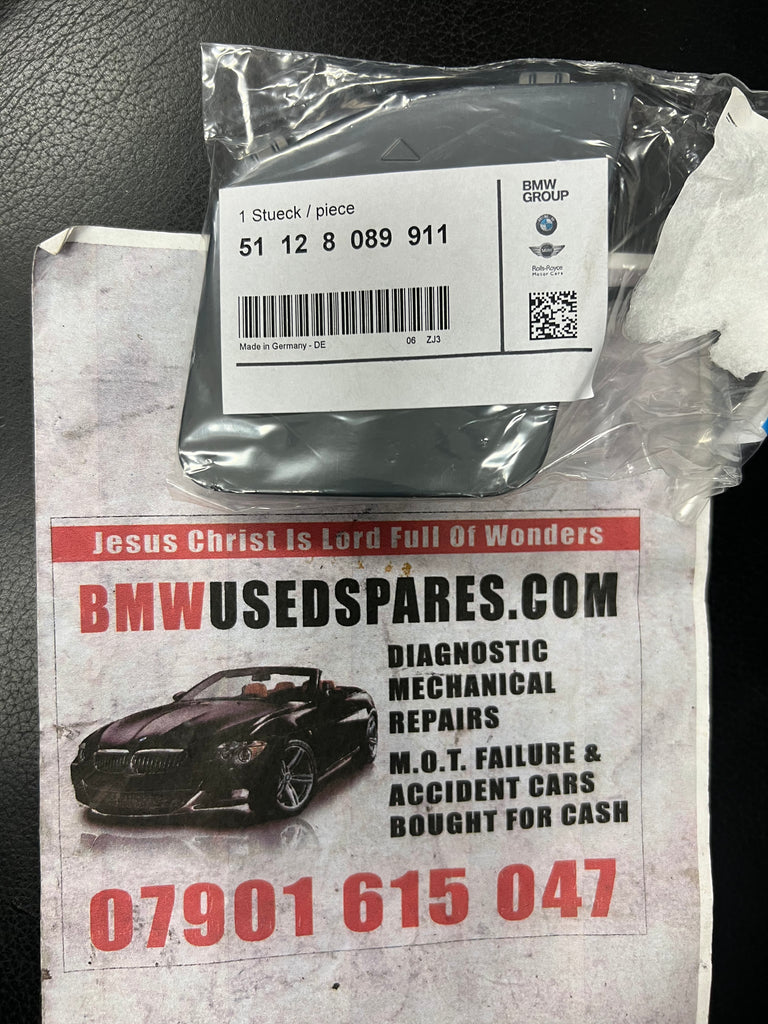 1 Stueck / piece
51 12 8 089 911
Made in Germany - DE 06 ZJ3
BMW
GROUP
MINI
Rolls-Royce
Motor Cars
Jesus Christ Is Lord Full Of Wonders
BMWUSEDSPARES.COM
DIAGNOSTIC
MECHANICAL
REPAIRS
M.O.T. FAILURE &
ACCIDENT CARS
BOUGHT FOR CASH
07901 615 047